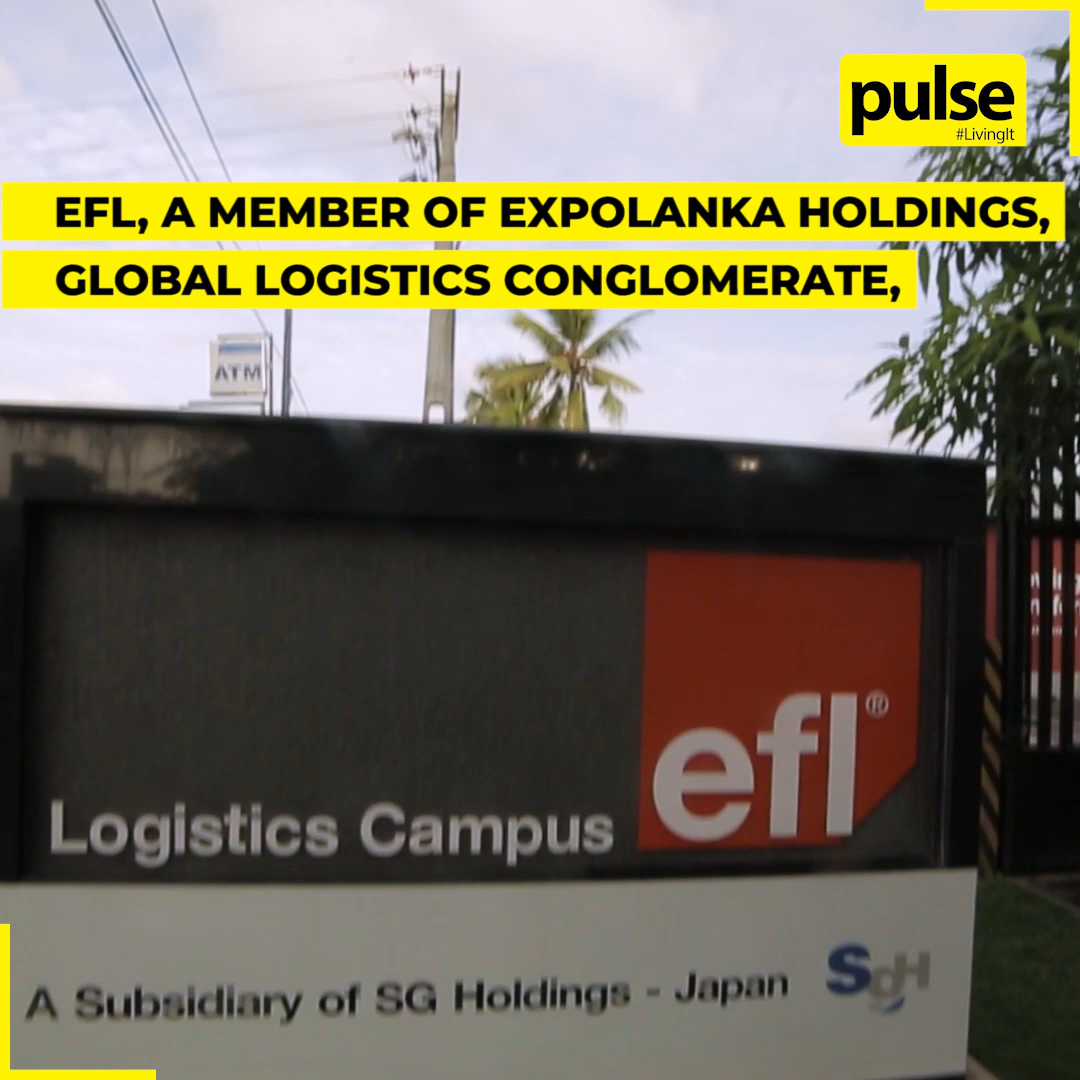 pulse
#LivingIt
EFL, A MEMBER OF EXPOLANKA HOLDINGS,
GLOBAL LOGISTICS CONGLOMERATE,
ATM
efl®
Logistics Campus
A Subsidiary of SG Holdings - Japan
SgH